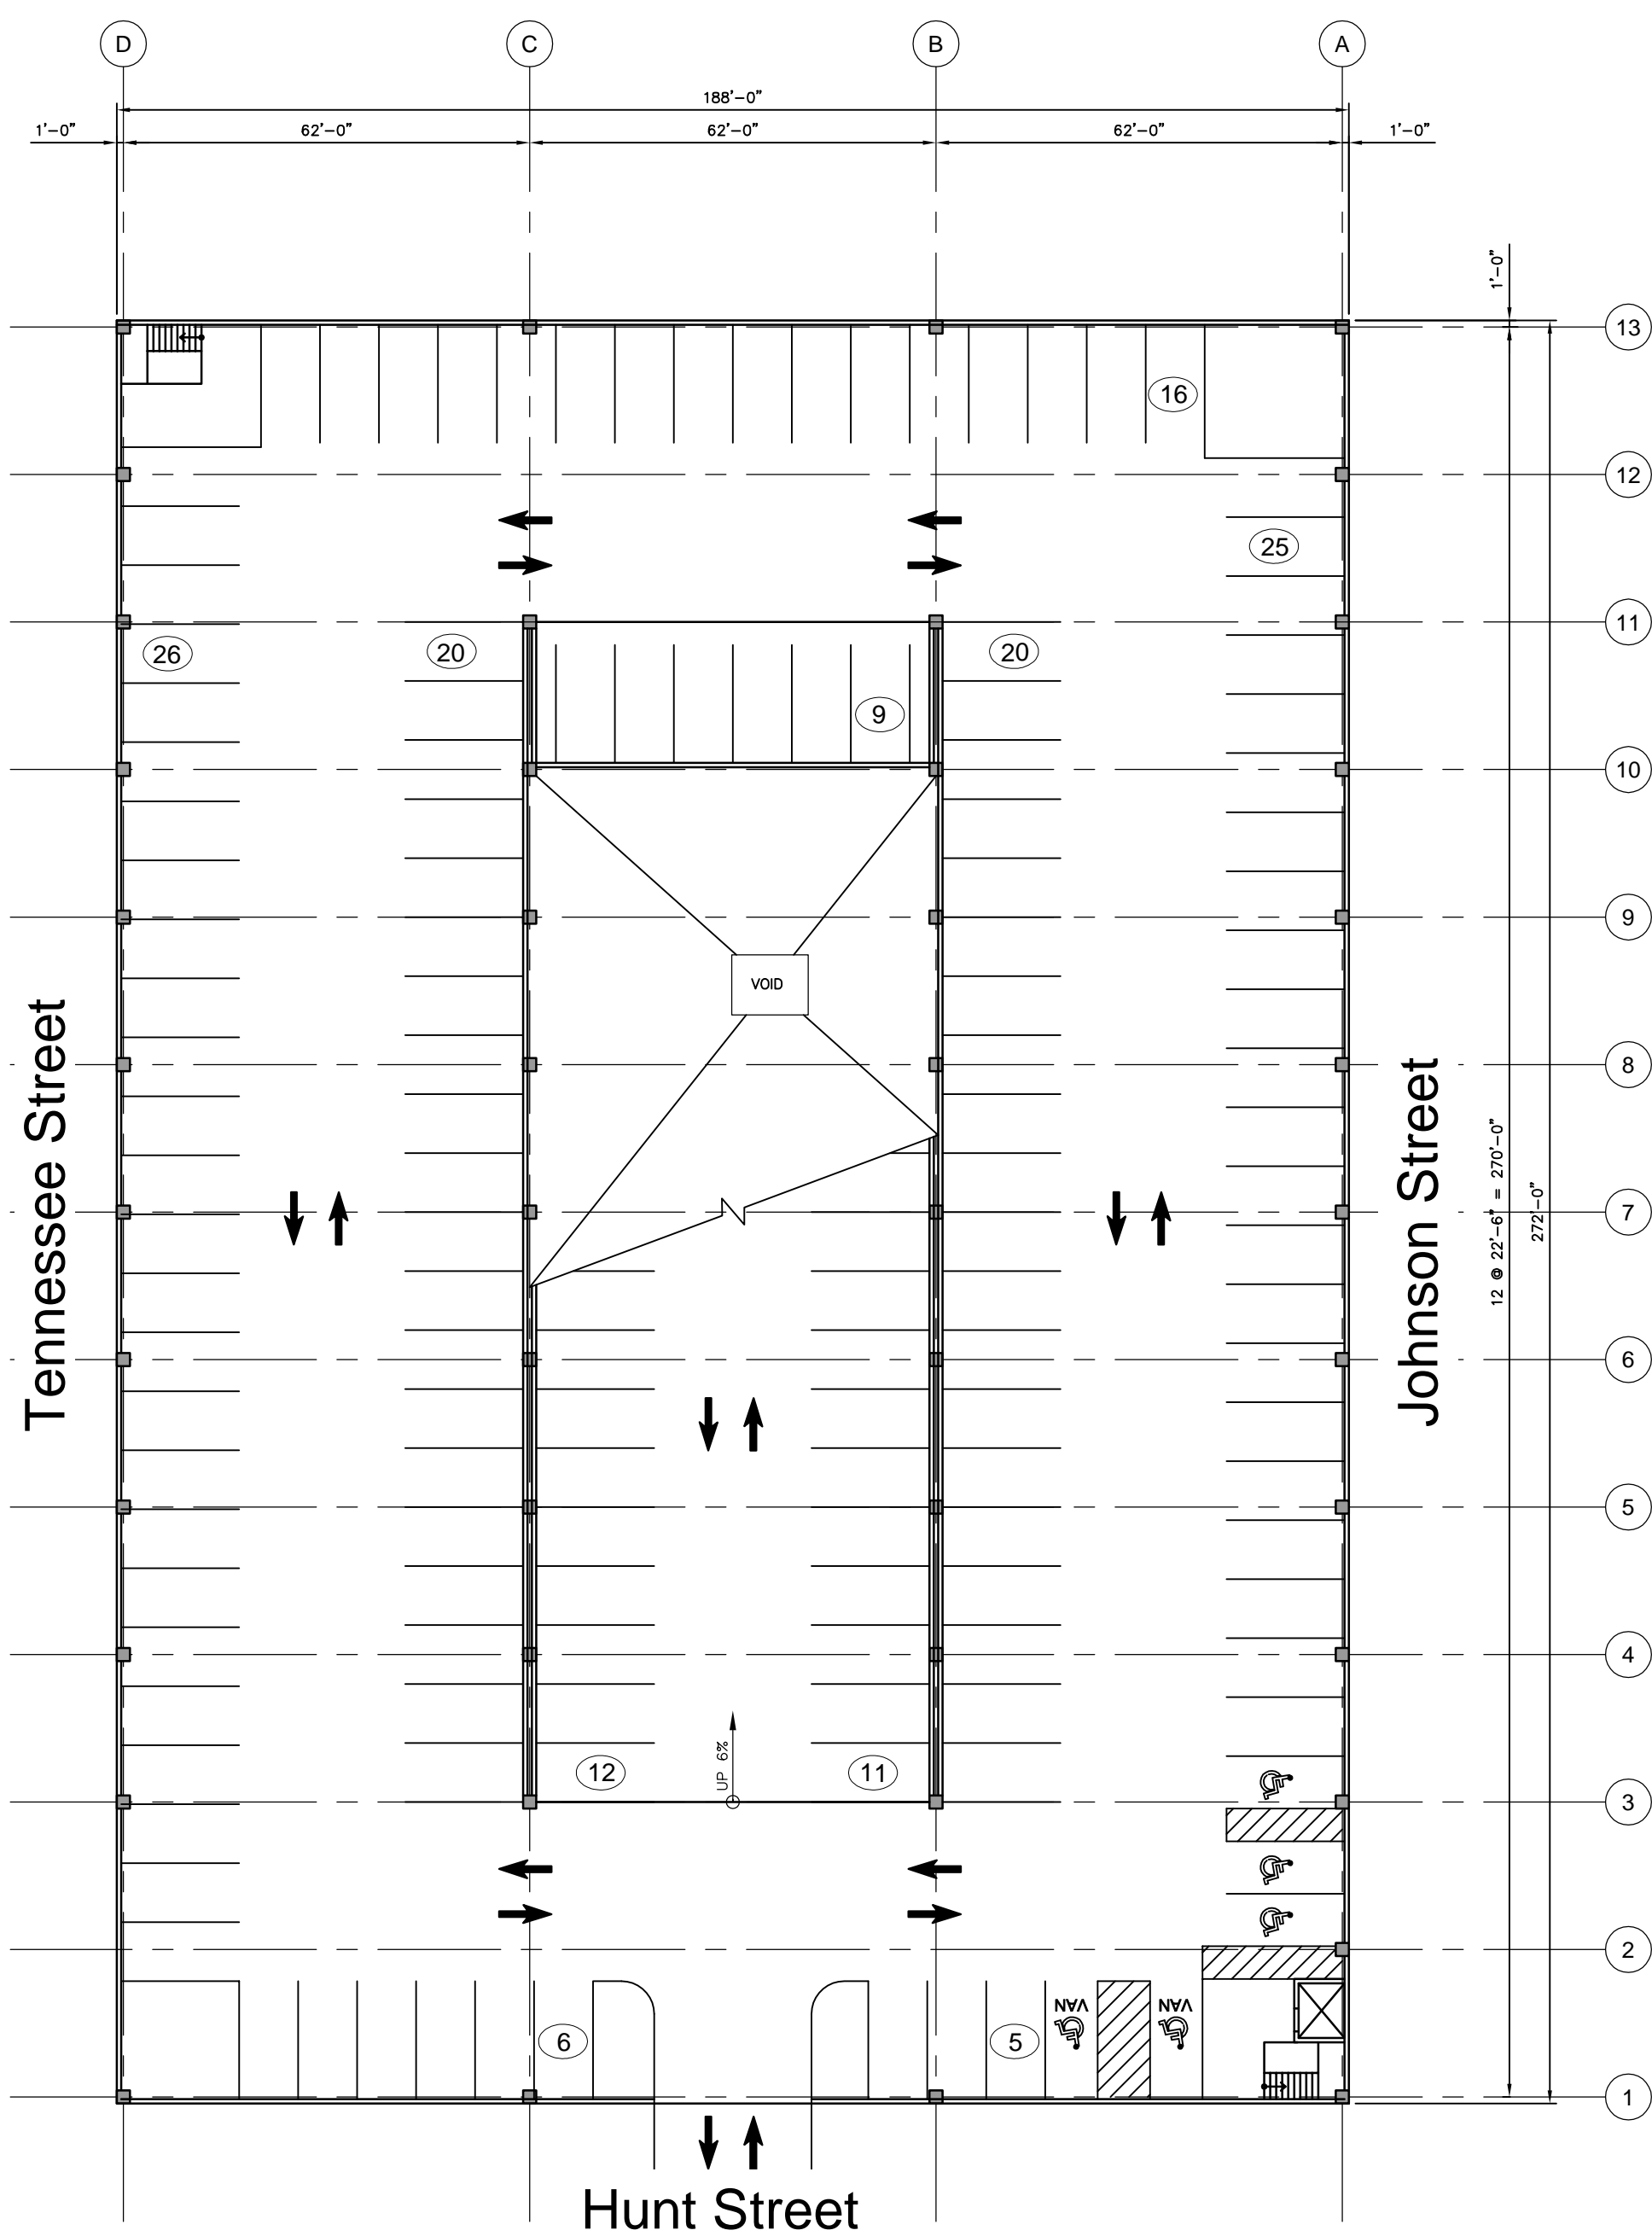 D C B A
188'-0"
1'-0" 62'-0" 62'-0" 62'-0" 1'-0"
1'-0"
13
16
12
25
11
26 20 20
9
10
9
VOID
8
Tennessee Street
Johnson Street
12 @ 22'-6" = 270'-0"
272'-0"
7
6
5
4
UP 6%
12 11
3
2
VAN VAN
6 5
1
Hunt Street